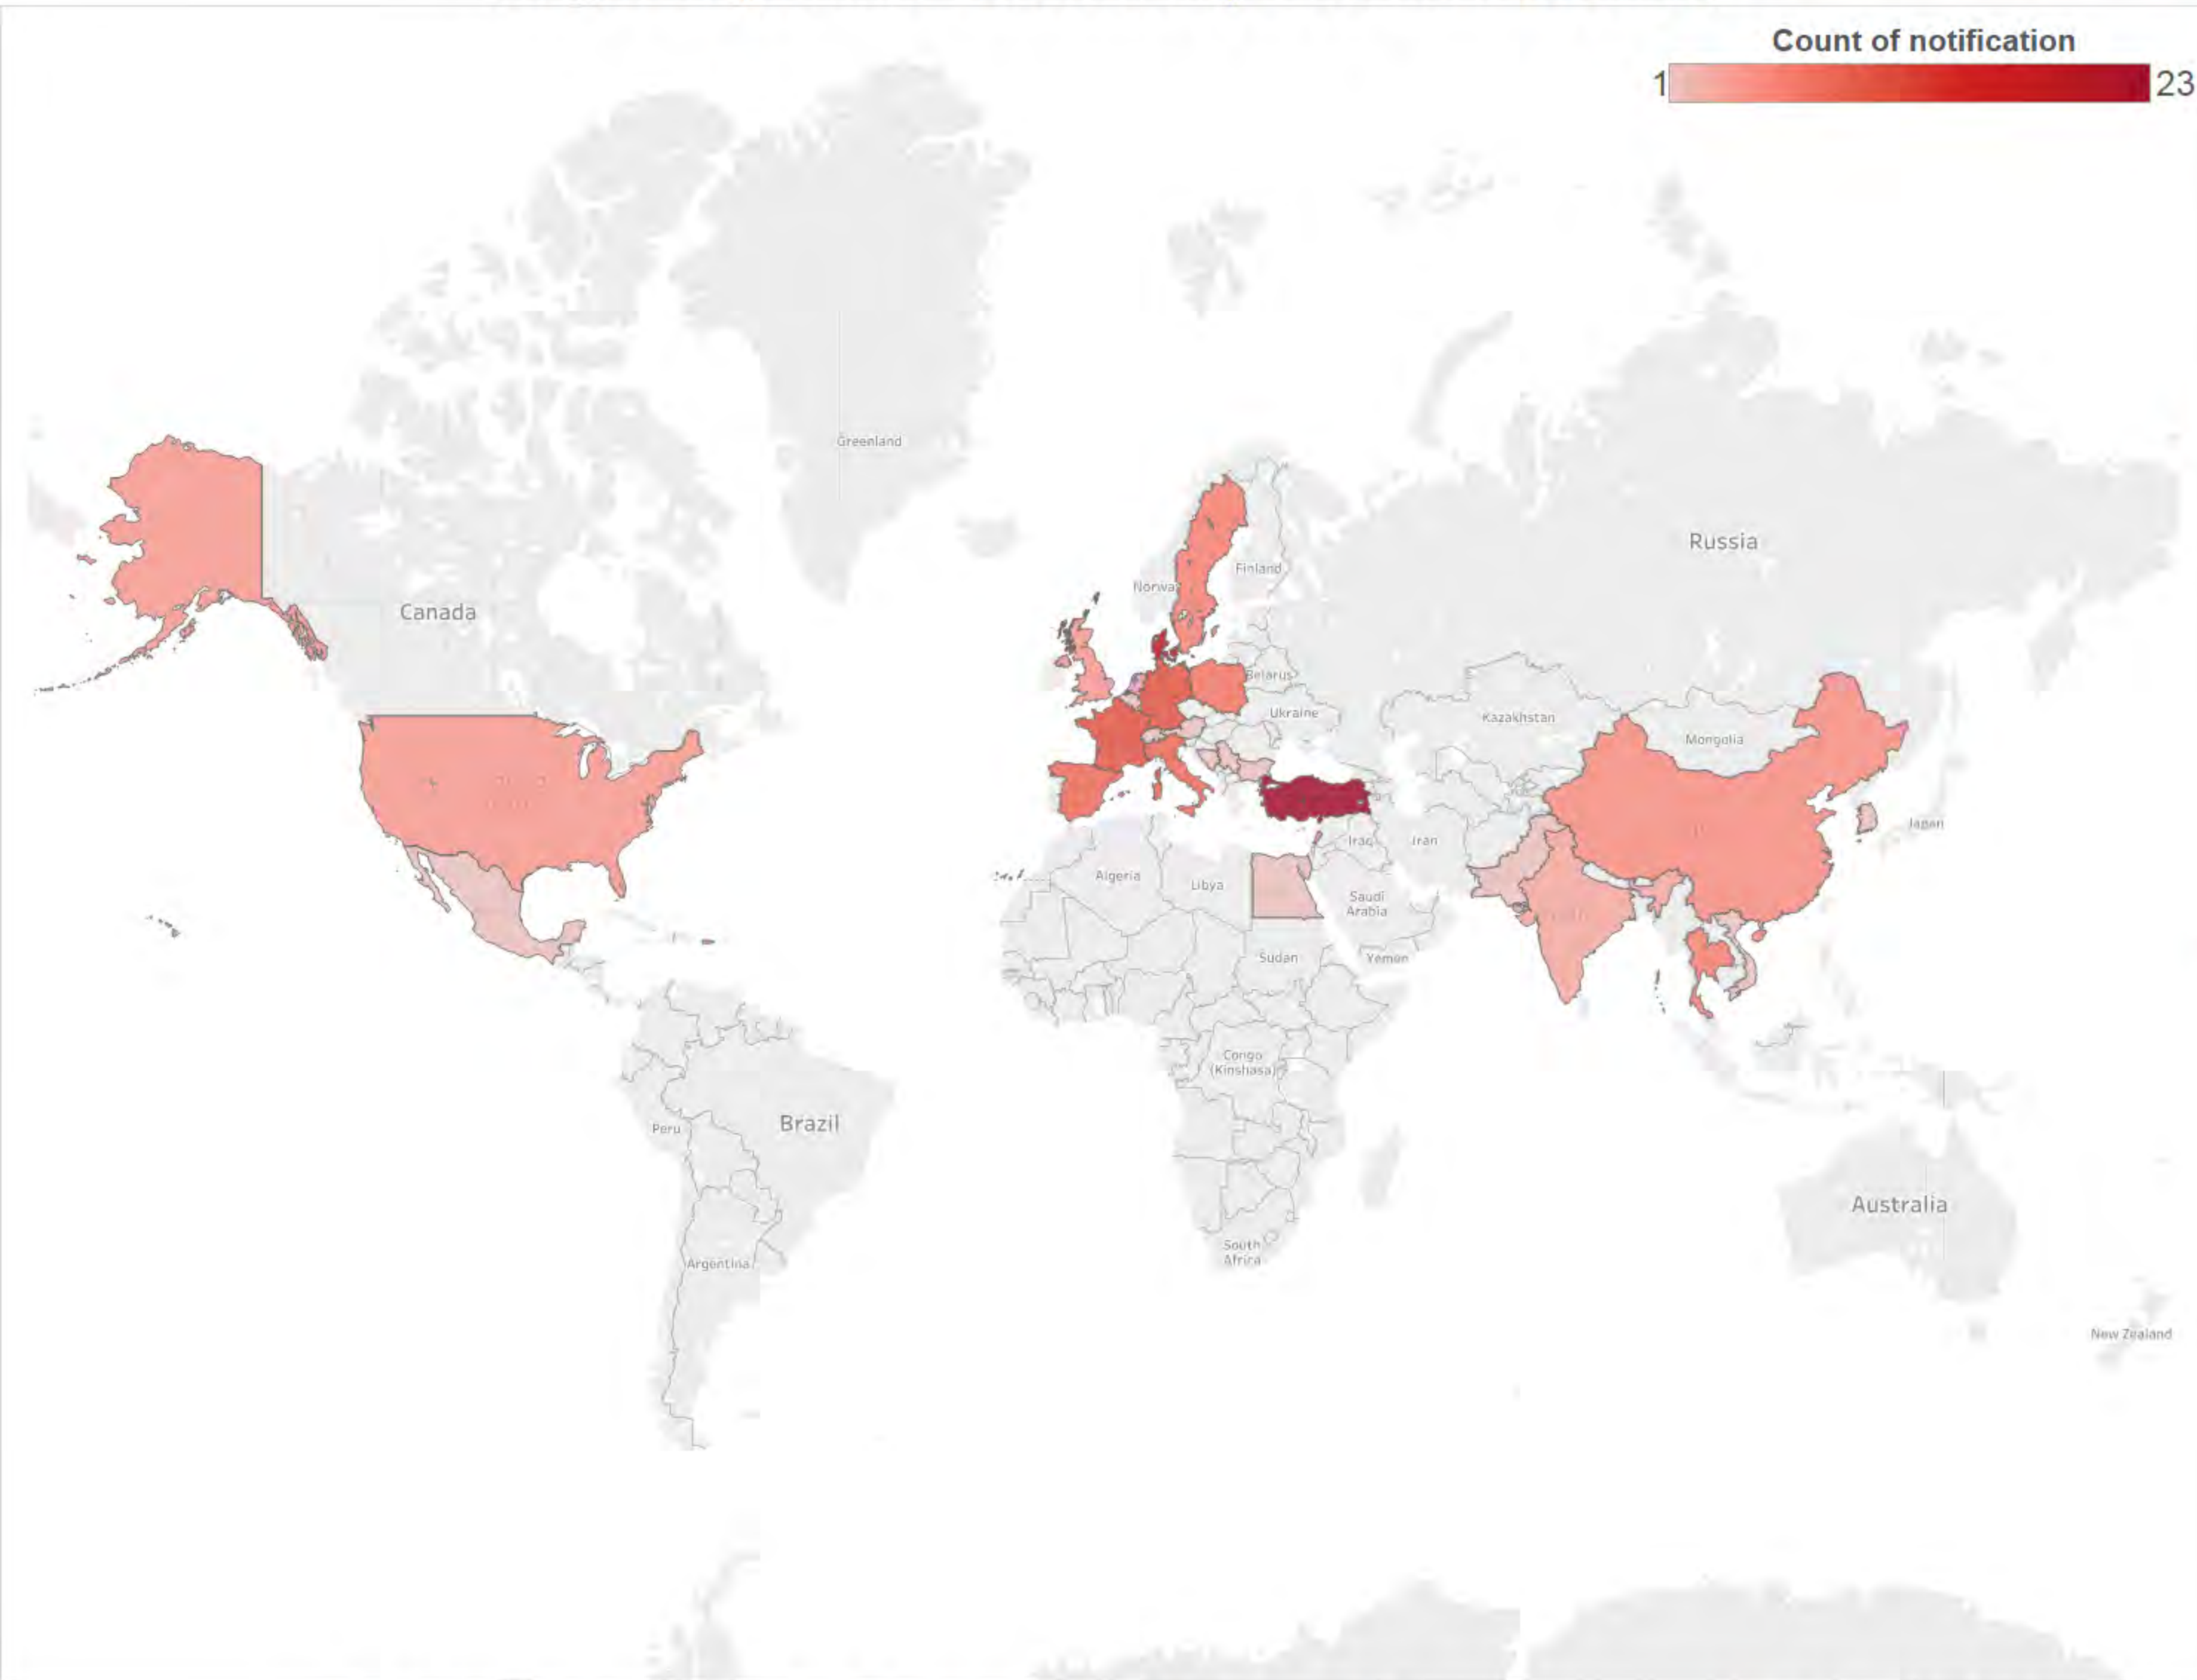 Count of notification
1
23
Greenland
Russia
Canada
Norwa
Finland
Belarus
Ukraine
Kazakhstan
Mongolia
Japan
Iraq
Iran
Algeria
Libya
Saudi
Arabia
Sudan
Yemen
Congo
(Kinshasa)
Peru
Brazil
Australia
South
Africa
Argentina
New Zealand